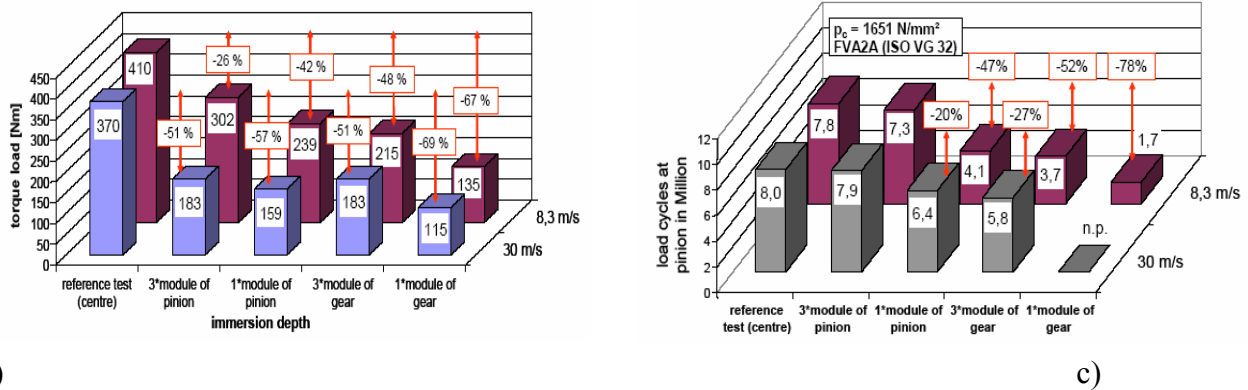 torque load [Nm]
450
400
350
300
250
200
150
100
50
0
410
302
239
215
135
370
183
159
183
115
-26 %
-42 %
-48 %
-67 %
-51 %
-57 %
-51 %
-69 %
8,3 m/s
30 m/s
reference test
(centre)
3*module of
pinion
1*module of
pinion
3*module of
gear
1*module of
gear
immersion depth
)
pc = 1651 N/mm²
FVA2A (ISO VG 32)
load cycles at
pinion in Million
12
10
8
6
4
2
0
7,8
7,3
4,1
3,7
1,7
8,0
7,9
6,4
5,8
n.p.
-47%
-52%
-78%
-20%
-27%
8,3 m/s
30 m/s
reference
test (centre)
3*module of
pinion
1*module of
pinion
3*module of
gear
1*module of
gear
c)